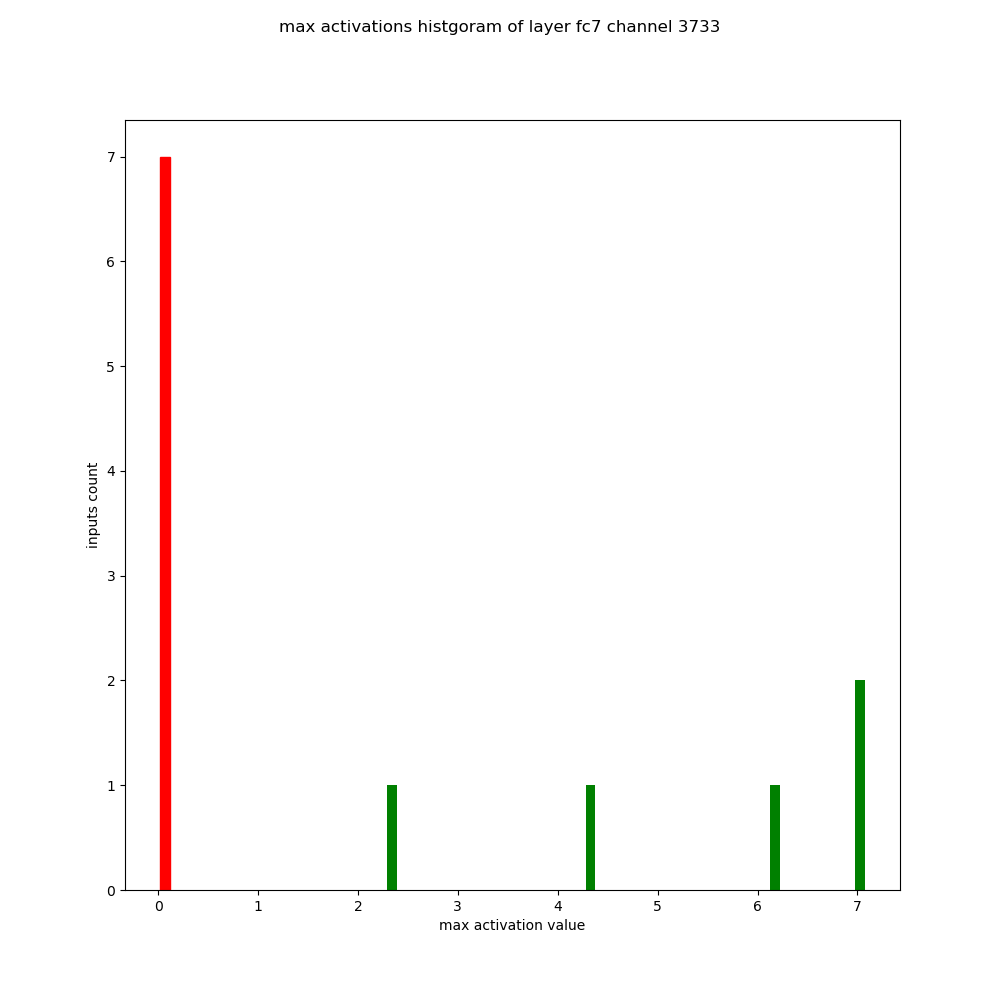 max activations histgoram of layer fc7 channel 3733
7
6
5
4
3
2
1
0
inputs count
0 1 2 3 4 5 6 7
max activation value